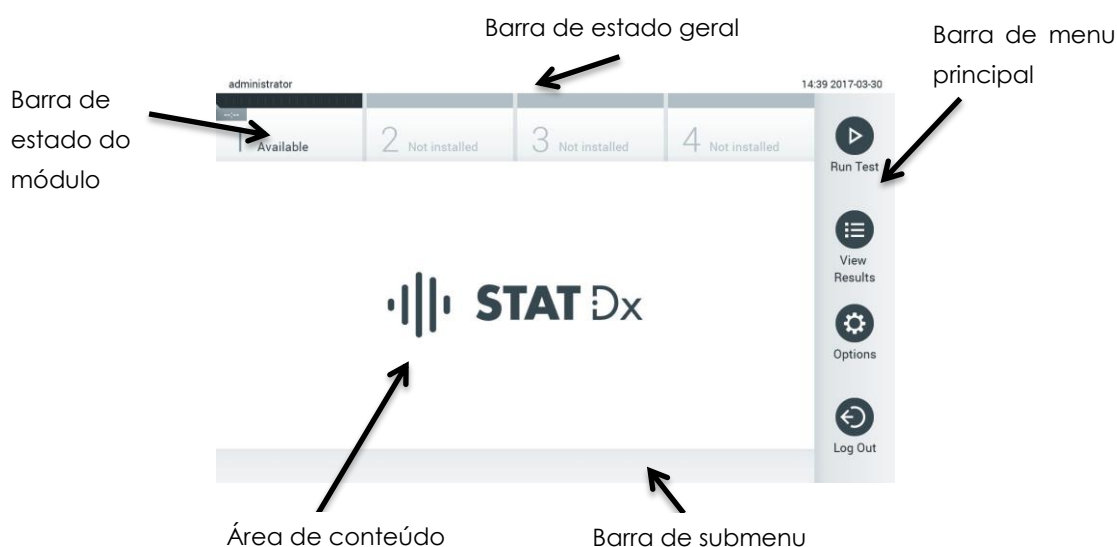 Barra de estado geral
Barra de menu
principal
Barra de
estado do
módulo
administrator
14:39 2017-03-30
--:--
1 Available
2 Not installed
3 Not installed
4 Not installed
Run Test
View
Results
Options
Log Out
STAT Dx
Área de conteúdo
Barra de submenu